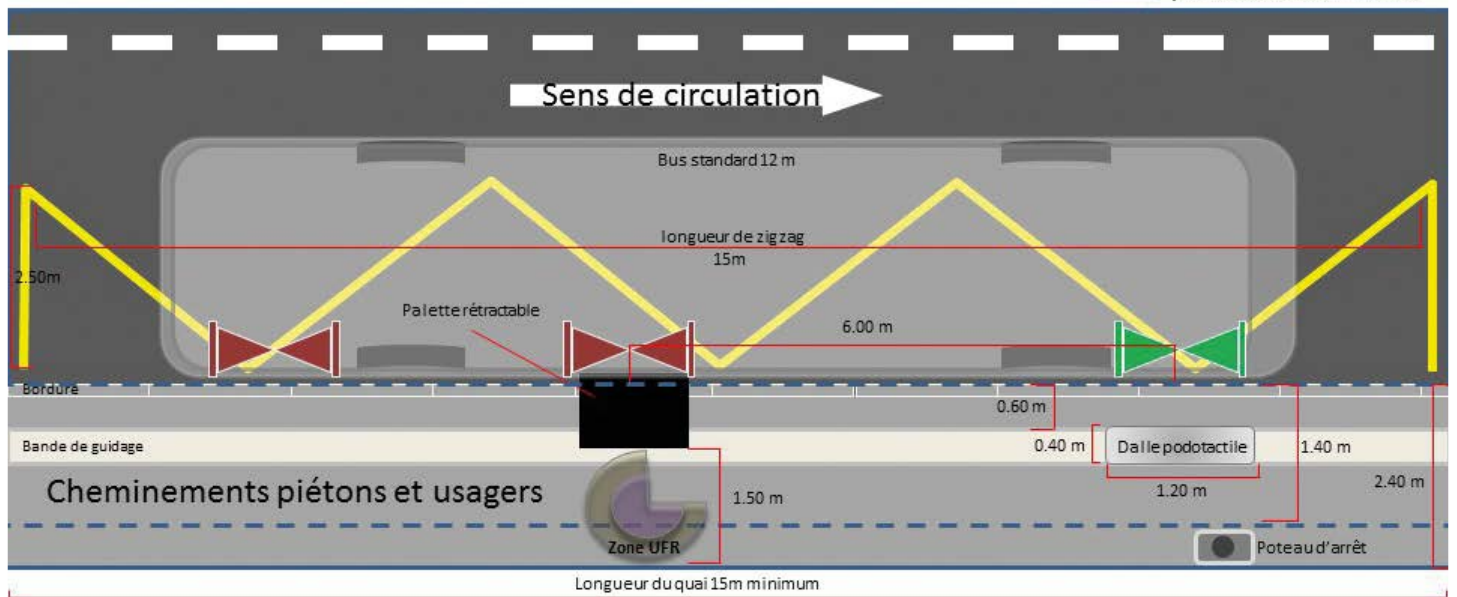 Sens de circulation
Bus standard 12 m
longueur de zigzag
15m
2.50m
Palette rétractable
6.00 m
Bordure
0.60 m
Bande de guidage
0.40 m
Dalle podotactile
1.40 m
Cheminements piétons et usagers
1.50 m
1.20 m
2.40 m
Zone UFR
Poteau d'arrêt
Longueur du quai 15m minimum